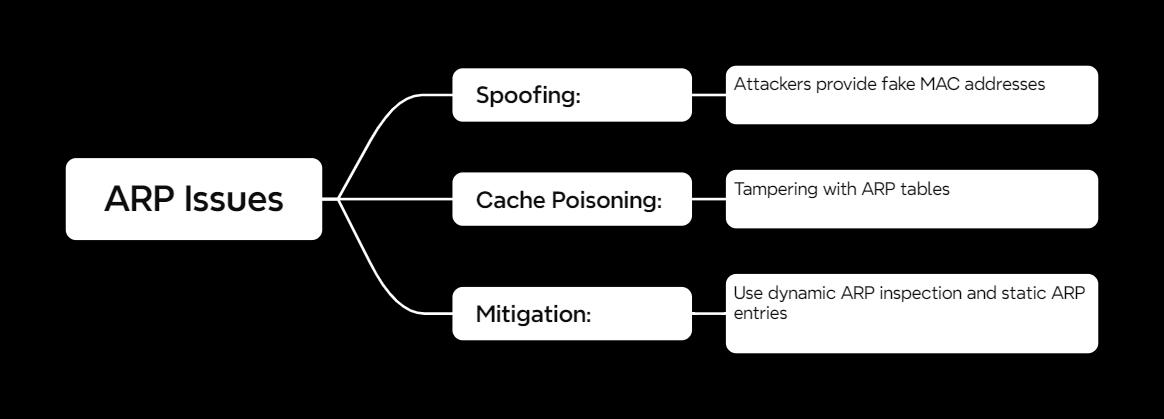 ARP Issues
Spoofing:
Attackers provide fake MAC addresses
Cache Poisoning:
Tampering with ARP tables
Mitigation:
Use dynamic ARP inspection and static ARP
entries